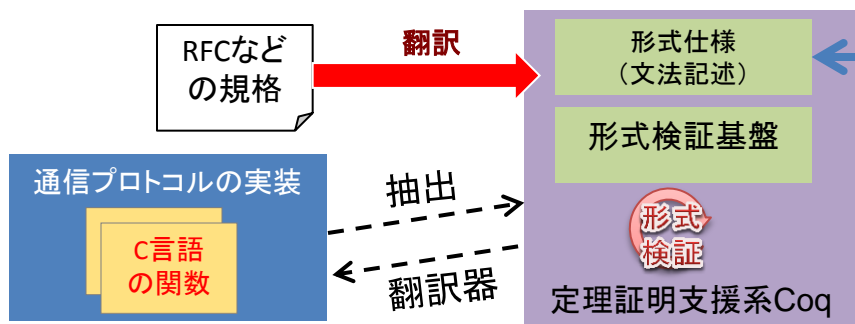 RFCなど
の規格
翻訳
形式仕様
（文法記述）
形式検証基盤
通信プロトコルの実装
C言語
の関数
抽出
翻訳器
形式
検証
定理証明支援系Coq